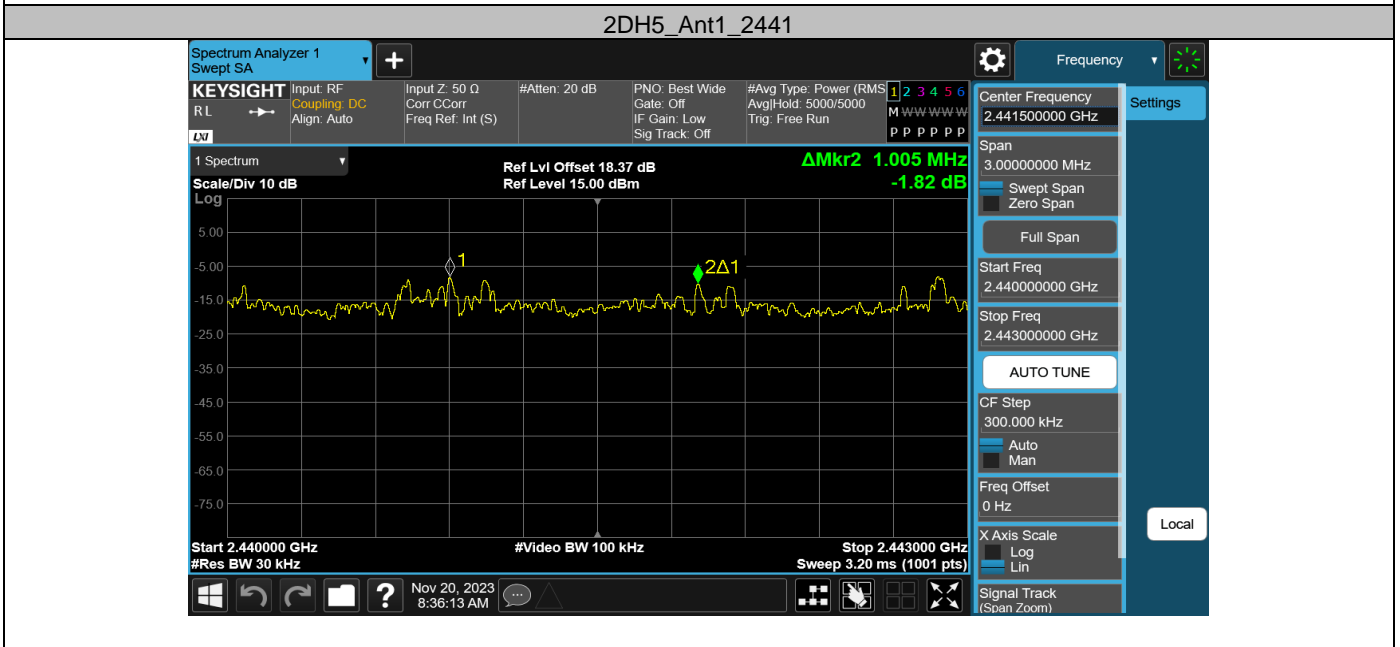 2DH5_Ant1_2441
Spectrum Analyzer 1
Swept SA
Frequency
KEYSIGHT
RL
LXI
Input: RF
Coupling: DC
Align: Auto
Input Z: 50 Ω
Corr CCorr
Freq Ref: Int (S)
#Atten: 20 dB
PNO: Best Wide
Gate: Off
IF Gain: Low
Sig Track: Off
#Avg Type: Power (RMS
Avg|Hold: 5000/5000
Trig: Free Run
1 2 3 4 5 6
M W W W W W
P P P P P P
1 Spectrum
Scale/Div 10 dB
Log
Ref Lvl Offset 18.37 dB
Ref Level 15.00 dBm
ΔMkr2 1.005 MHz
-1.82 dB
5.00
-5.00
-15.0
-25.0
-35.0
-45.0
-55.0
-65.0
-75.0
1
2Δ1
Start 2.440000 GHz
#Video BW 100 kHz
Stop 2.443000 GHz
#Res BW 30 kHz
Sweep 3.20 ms (1001 pts)
Nov 20, 2023
8:36:13 AM
Center Frequency
2.441500000 GHz
Settings
Span
3.00000000 MHz
Swept Span
Zero Span
Full Span
Start Freq
2.440000000 GHz
Stop Freq
2.443000000 GHz
AUTO TUNE
CF Step
300.000 kHz
Auto
Man
Freq Offset
0 Hz
X Axis Scale
Log
Lin
Local
Signal Track
(Span Zoom)